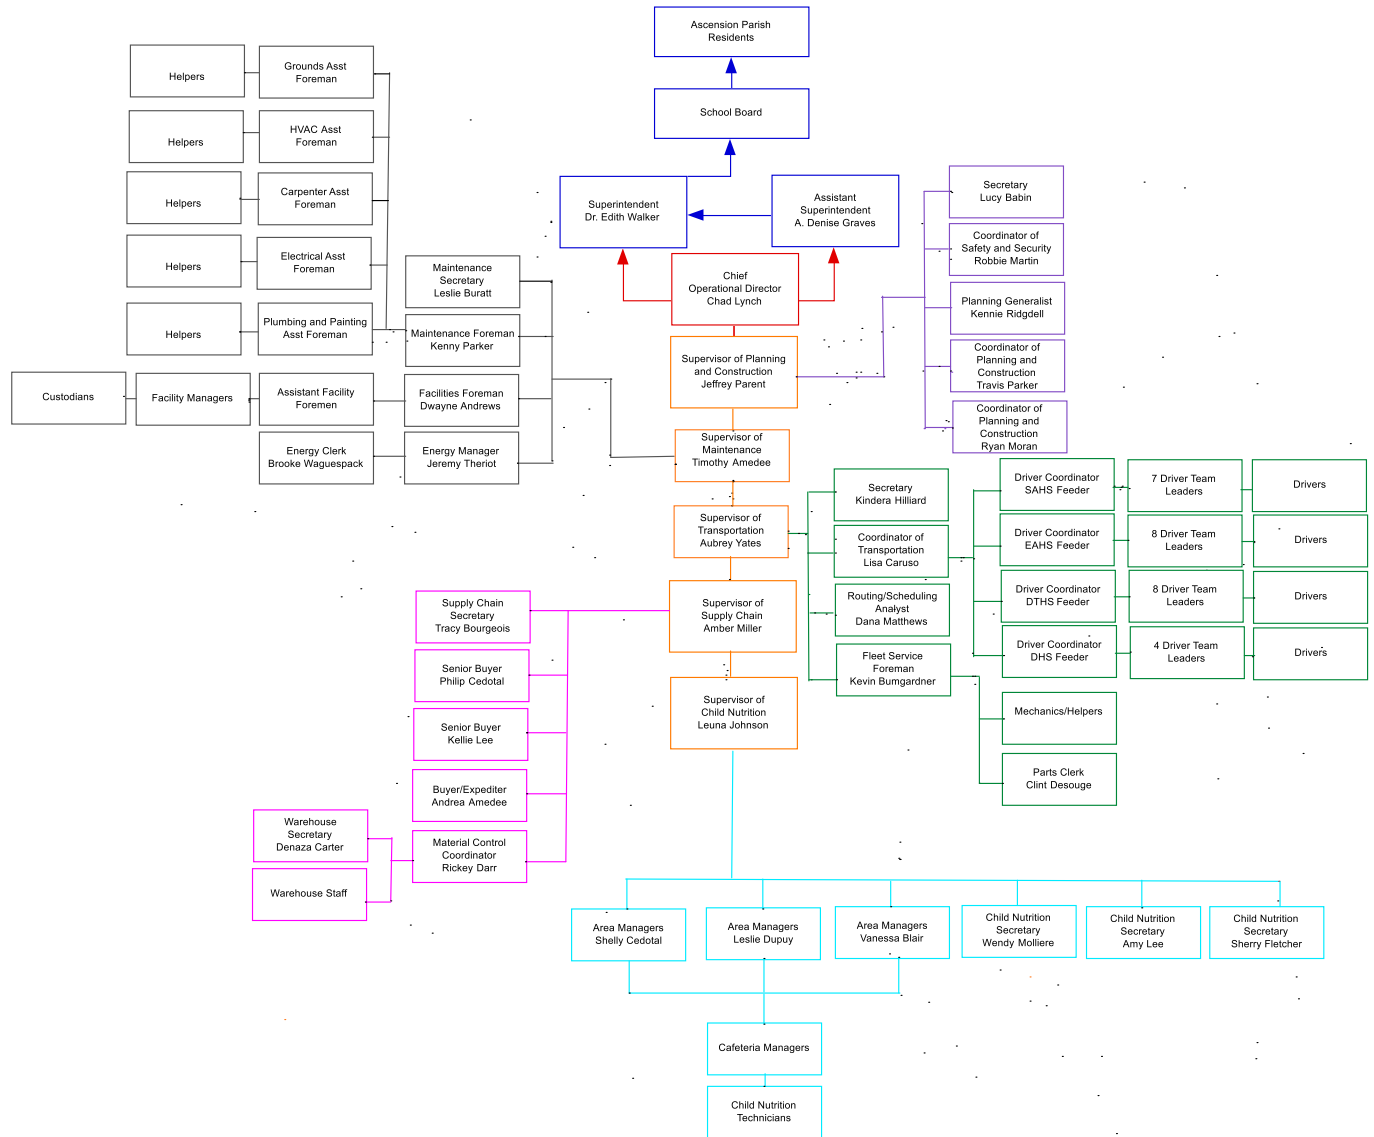 Ascension Parish
Residents
School Board
Superintendent
Dr. Edith Walker
Assistant
Superintendent
A. Denise Graves
Chief
Operational Director
Chad Lynch
Supervisor of Planning
and Construction
Jeffrey Parent
Supervisor of
Maintenance
Timothy Amedee
Supervisor of
Transportation
Aubrey Yates
Supervisor of
Supply Chain
Amber Miller
Supervisor of
Child Nutrition
Leuna Johnson
Helpers
Grounds Asst
Foreman
Helpers
HVAC Asst
Foreman
Helpers
Carpenter Asst
Foreman
Helpers
Electrical Asst
Foreman
Helpers
Plumbing and Painting
Asst Foreman
Maintenance
Secretary
Leslie Buratt
Maintenance Foreman
Kenny Parker
Custodians
Facility Managers
Assistant Facility
Foremen
Facilities Foreman
Dwayne Andrews
Energy Clerk
Brooke Waguespack
Energy Manager
Jeremy Theriot
Secretary
Lucy Babin
Coordinator of
Safety and Security
Robbie Martin
Planning Generalist
Kennie Ridgdell
Coordinator of
Planning and
Construction
Travis Parker
Coordinator of
Planning and
Construction
Ryan Moran
Secretary
Kindera Hilliard
Coordinator of
Transportation
Lisa Caruso
Routing/Scheduling
Analyst
Dana Matthews
Fleet Service
Foreman
Kevin Bumgardner
Driver Coordinator
SAHS Feeder
7 Driver Team
Leaders
Drivers
Driver Coordinator
EAHS Feeder
8 Driver Team
Leaders
Drivers
Driver Coordinator
DTHS Feeder
8 Driver Team
Leaders
Drivers
Driver Coordinator
DHS Feeder
4 Driver Team
Leaders
Drivers
Mechanics/Helpers
Parts Clerk
Clint Desouge
Supply Chain
Secretary
Tracy Bourgeois
Senior Buyer
Philip Cedotal
Senior Buyer
Kellie Lee
Buyer/Expediter
Andrea Amedee
Material Control
Coordinator
Rickey Darr
Warehouse
Secretary
Denaza Carter
Warehouse Staff
Area Managers
Shelly Cedotal
Area Managers
Leslie Dupuy
Area Managers
Vanessa Blair
Child Nutrition
Secretary
Wendy Molliere
Child Nutrition
Secretary
Amy Lee
Child Nutrition
Secretary
Sherry Fletcher
Cafeteria Managers
Child Nutrition
Technicians